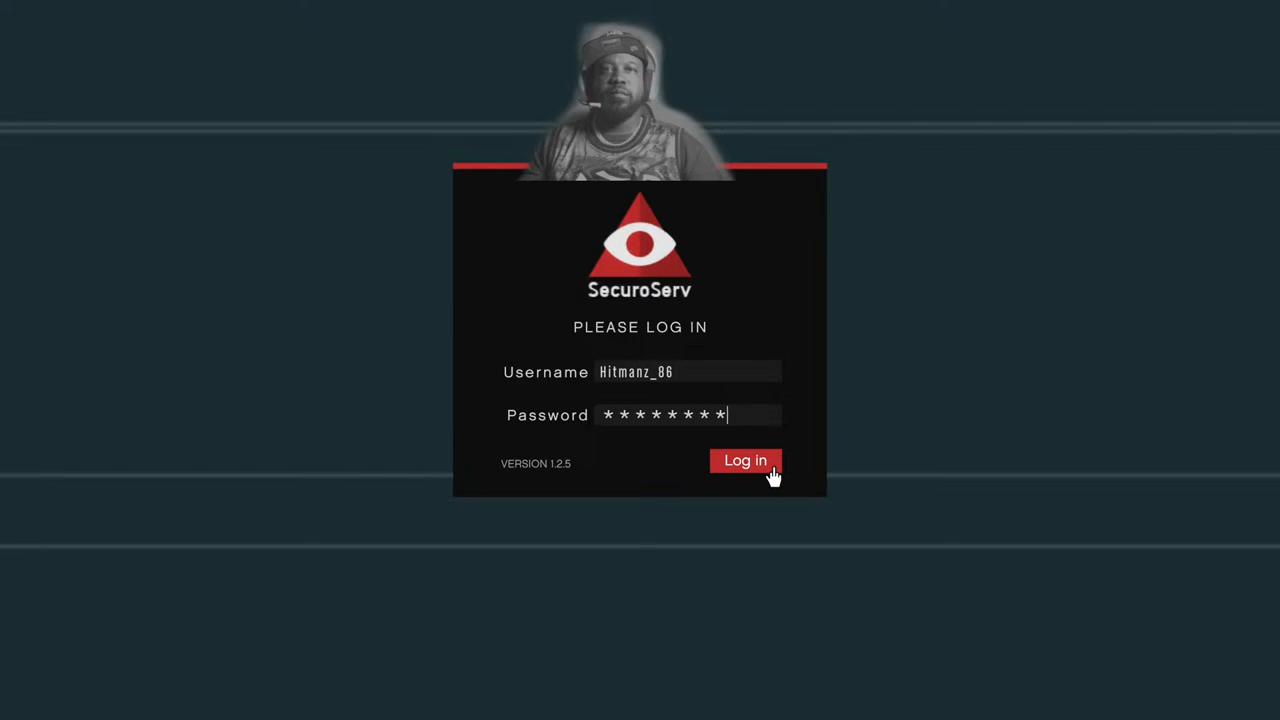 SecuroServ
PLEASE LOG IN
Username Hitmanz_86
Password ********
VERSION 1.2.5 Log in